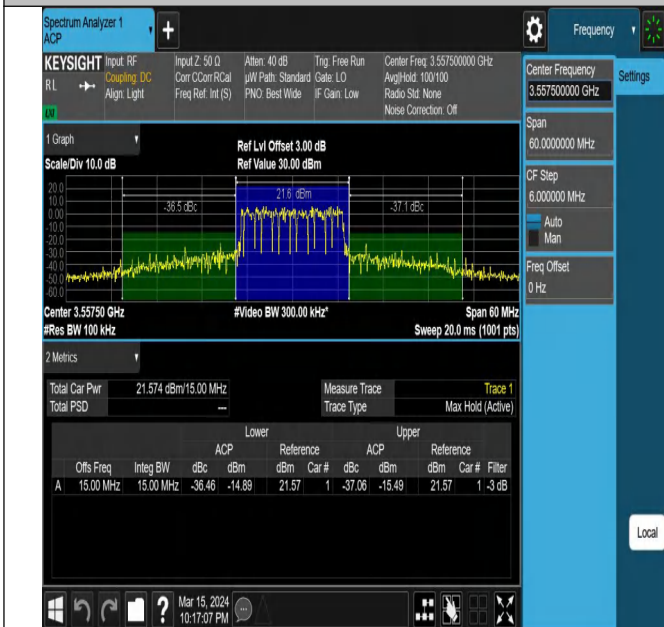 Spectrum Analyzer 1
ACP
Frequency
KEYSIGHT
RL
LXI
Input: RF
Coupling: DC
Align: Light
Input Z: 50 Ω
Corr CCorr RCal
Freq Ref: Int (S)
Atten: 40 dB
µW Path: Standard
PNO: Best Wide
Trig: Free Run
Gate: LO
IF Gain: Low
Center Freq: 3.557500000 GHz
Avg|Hold: 100/100
Radio Std: None
Noise Correction: Off
Center Frequency
3.557500000 GHz
Settings
Span
60.0000000 MHz
CF Step
6.000000 MHz
Auto
Man
Freq Offset
0 Hz
1 Graph
Scale/Div 10.0 dB
Ref Lvl Offset 3.00 dB
Ref Value 30.00 dBm
20.0
10.0
0.00
-10.0
-20.0
-30.0
-40.0
-50.0
-60.0
-36.5 dBc
21.6 dBm
-37.1 dBc
Center 3.55750 GHz
#Video BW 300.00 kHz*
Span 60 MHz
#Res BW 100 kHz
Sweep 20.0 ms (1001 pts)
2 Metrics
Total Car Pwr 21.574 dBm/15.00 MHz
Total PSD ---
Measure Trace Trace 1
Trace Type Max Hold (Active)
Lower Upper
ACP Reference ACP Reference
Offs Freq Integ BW dBc dBm dBm Car # dBc dBm dBm Car # Filter
A 15.00 MHz 15.00 MHz -36.46 -14.89 21.57 1 -37.06 -15.49 21.57 1 -3 dB
Local
?
Mar 15, 2024
10:17:07 PM